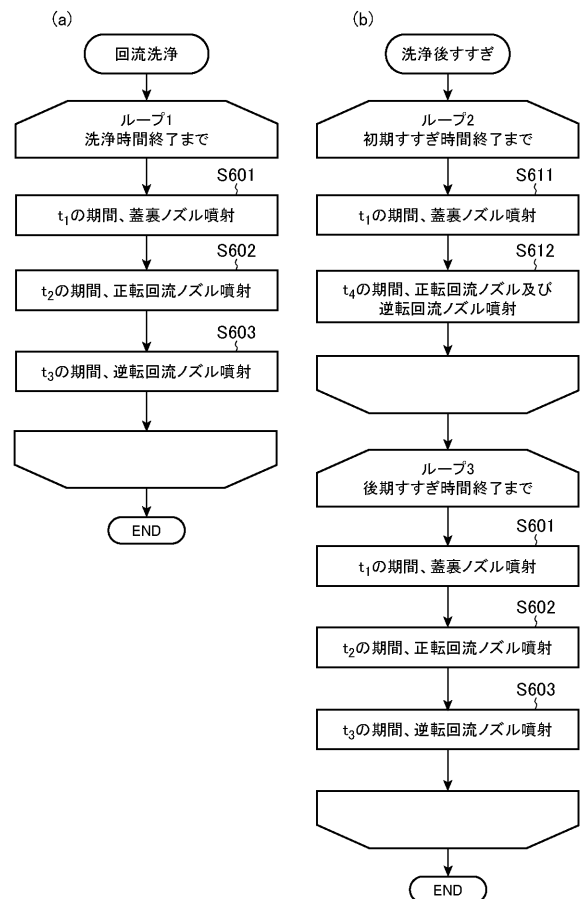 (a)
回流洗浄
ループ1
洗浄時間終了まで
S601
t₁の期間、蓋裏ノズル噴射
S602
t₂の期間、正転回流ノズル噴射
S603
t₃の期間、逆転回流ノズル噴射
END
(b)
洗浄後すすぎ
ループ2
初期すすぎ時間終了まで
S611
t₁の期間、蓋裏ノズル噴射
S612
t₄の期間、正転回流ノズル及び
逆転回流ノズル噴射
ループ3
後期すすぎ時間終了まで
S601
t₁の期間、蓋裏ノズル噴射
S602
t₂の期間、正転回流ノズル噴射
S603
t₃の期間、逆転回流ノズル噴射
END